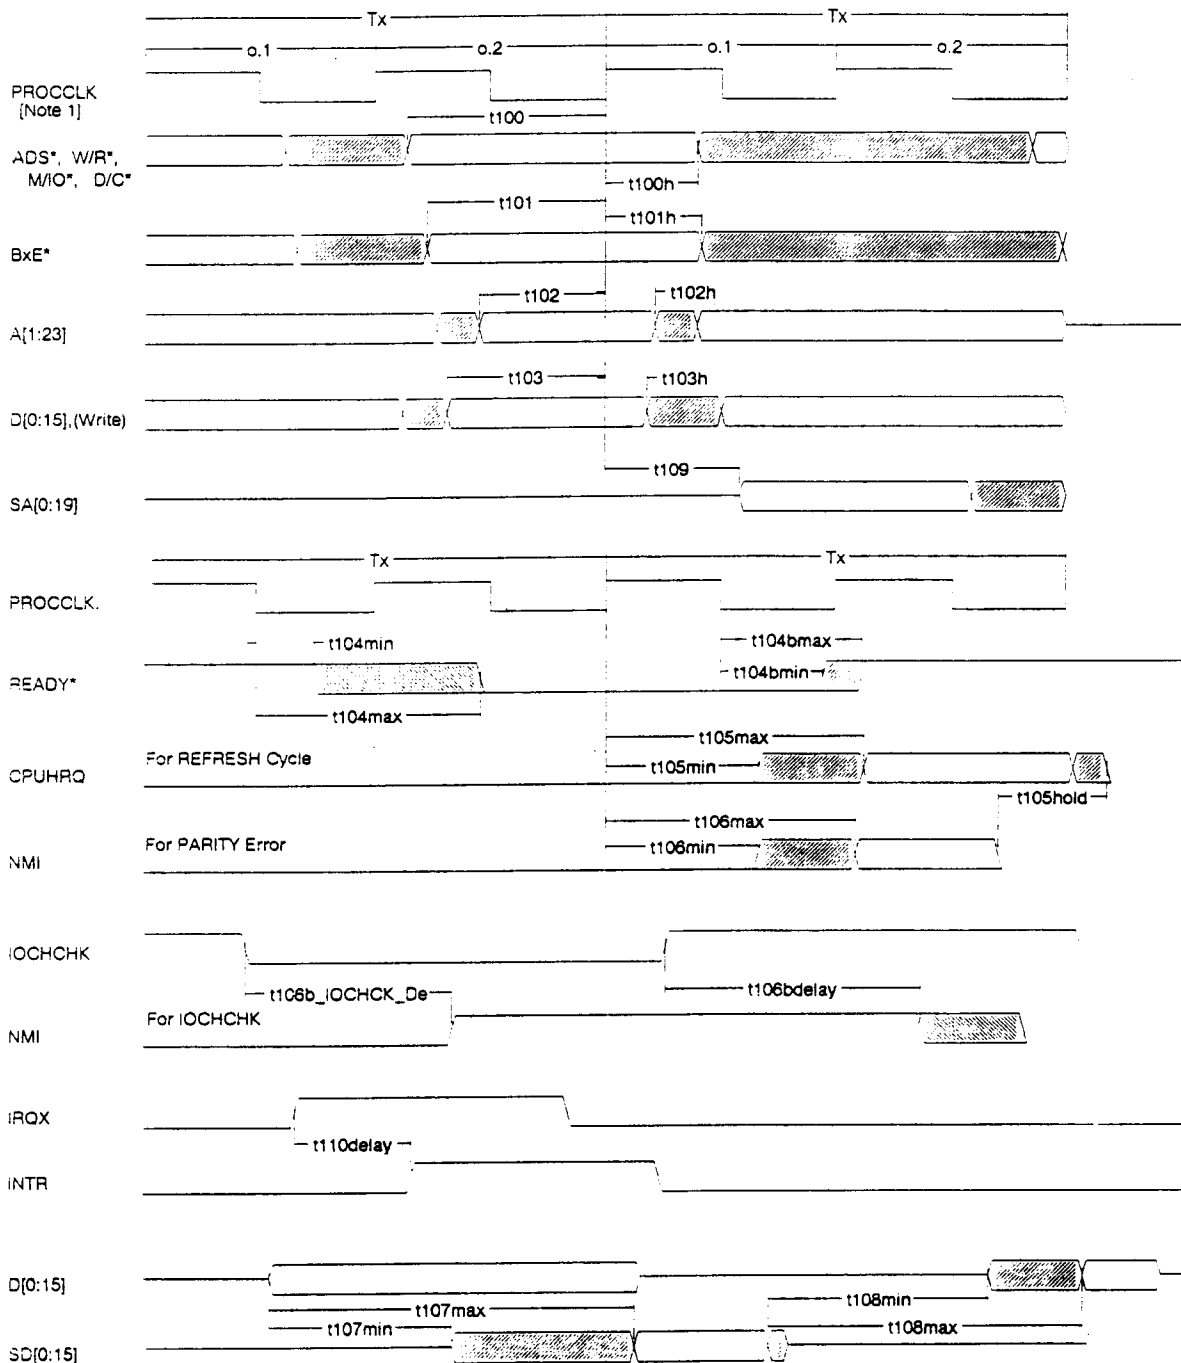 Tx Tx
o.1 o.2 o.1 o.2
PROCCLK
[Note 1]
t100
ADS*, W/R*,
M/IO*, D/C*
t100h
t101
t101h
BxE*
t102 t102h
A[1:23]
t103 t103h
D[0:15],(Write)
t109
SA[0:19]
Tx Tx
PROCCLK.
t104min t104bmax
READY*
t104bmin
t104max
t105max
For REFRESH Cycle
t105min
CPUHRQ
t105hold
t106max
For PARITY Error
t106min
NMI
IOCHCHK
t106b_IOCHCK_De t106bdelay
For IOCHCHK
NMI
IRQX
t110delay
INTR
D[0:15]
t108min
t107max
t107min t108max
SD[0:15]